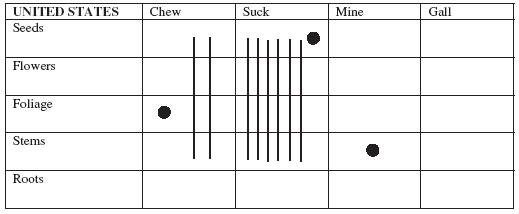 UNITED STATES Chew Suck Mine Gall
Seeds
Flowers
Foliage
Stems
Roots